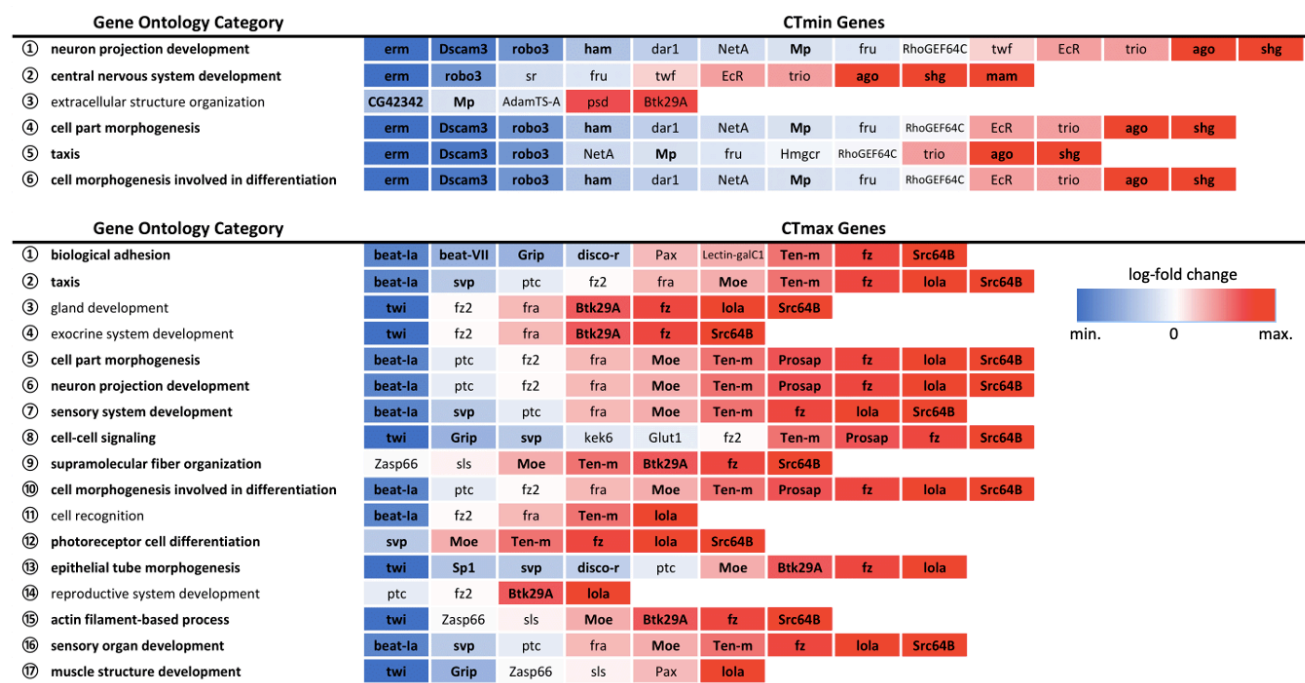 Gene Ontology Category CTmin Genes
① neuron projection development erm Dscam3 robo3 ham dar1 NetA Mp fru RhoGEF64C twf EcR trio ago shg
② central nervous system development erm robo3 sr fru twf EcR trio ago shg mam
③ extracellular structure organization CG42342 Mp AdamTS-A psd Btk29A
④ cell part morphogenesis erm Dscam3 robo3 ham dar1 NetA Mp fru RhoGEF64C EcR trio ago shg
⑤ taxis erm Dscam3 robo3 NetA Mp fru Hmgcr RhoGEF64C trio ago shg
⑥ cell morphogenesis involved in differentiation erm Dscam3 robo3 ham dar1 NetA Mp fru RhoGEF64C EcR trio ago shg
Gene Ontology Category CTmax Genes
① biological adhesion beat-Ia beat-VII Grip disco-r Pax Lectin-galC1 Ten-m fz Src64B
② taxis beat-Ia svp ptc fz2 fra Moe Ten-m fz lola Src64B
③ gland development twi fz2 fra Btk29A fz lola Src64B
④ exocrine system development twi fz2 fra Btk29A fz Src64B
⑤ cell part morphogenesis beat-Ia ptc fz2 fra Moe Ten-m Prosap fz lola Src64B
⑥ neuron projection development beat-Ia ptc fz2 fra Moe Ten-m Prosap fz lola Src64B
⑦ sensory system development beat-Ia svp ptc fra Moe Ten-m fz lola Src64B
⑧ cell-cell signaling twi Grip svp kek6 Glut1 fz2 Ten-m Prosap fz Src64B
⑨ supramolecular fiber organization Zasp66 sls Moe Ten-m Btk29A fz Src64B
⑩ cell morphogenesis involved in differentiation beat-Ia ptc fz2 fra Moe Ten-m Prosap fz lola Src64B
⑪ cell recognition beat-Ia fz2 fra Ten-m lola
⑫ photoreceptor cell differentiation svp Moe Ten-m fz lola Src64B
⑬ epithelial tube morphogenesis twi Sp1 svp disco-r ptc Moe Btk29A fz lola
⑭ reproductive system development ptc fz2 Btk29A lola
⑮ actin filament-based process twi Zasp66 sls Moe Btk29A fz Src64B
⑯ sensory organ development beat-Ia svp ptc fra Moe Ten-m fz lola Src64B
⑰ muscle structure development twi Grip Zasp66 sls Pax lola
log-fold change
min. 0 max.